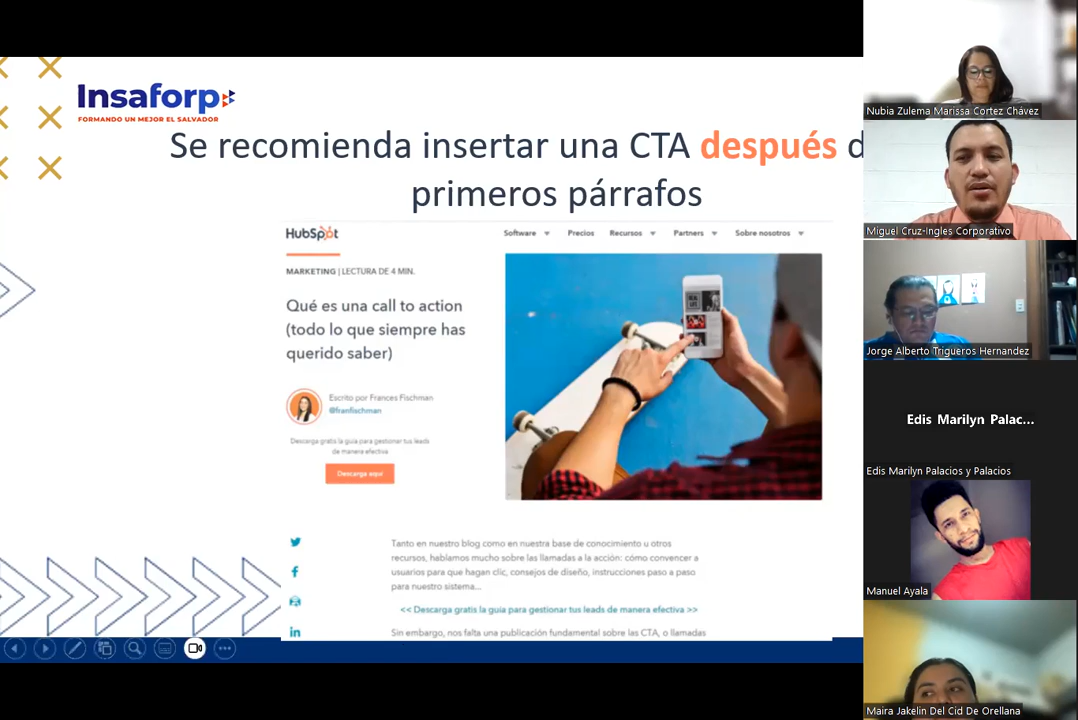 Insaforp
FORMANDO UN MEJOR EL SALVADOR
Se recomienda insertar una CTA después d
primeros párrafos
HubSpot
Software
Precios
Recursos
Partners
Sobre nosotros
MARKETING | LECTURA DE 4 MIN.
Qué es una call to action
(todo lo que siempre has
querido saber)
Escrito por Frances Fischman
@franfischman
Descarga gratis la guía para gestionar tus leads
de manera efectiva
Descarga aquí
Tanto en nuestro blog como en nuestra base de conocimiento u otros
recursos, hablamos mucho sobre las llamadas a la acción: cómo convencer a
usuarios para que hagan clic, consejos de diseño, instrucciones paso a paso
para nuestro sistema...
<< Descarga gratis la guía para gestionar tus leads de manera efectiva >>
Sin embargo, nos falta una publicación fundamental sobre las CTA, o llamadas
Nubia Zulema Marissa Cortez Chávez
Miguel Cruz-Ingles Corporativo
Jorge Alberto Trigueros Hernandez
Edis Marilyn Palac...
Edis Marilyn Palacios y Palacios
Manuel Ayala
Maira Jakelin Del Cid De Orellana